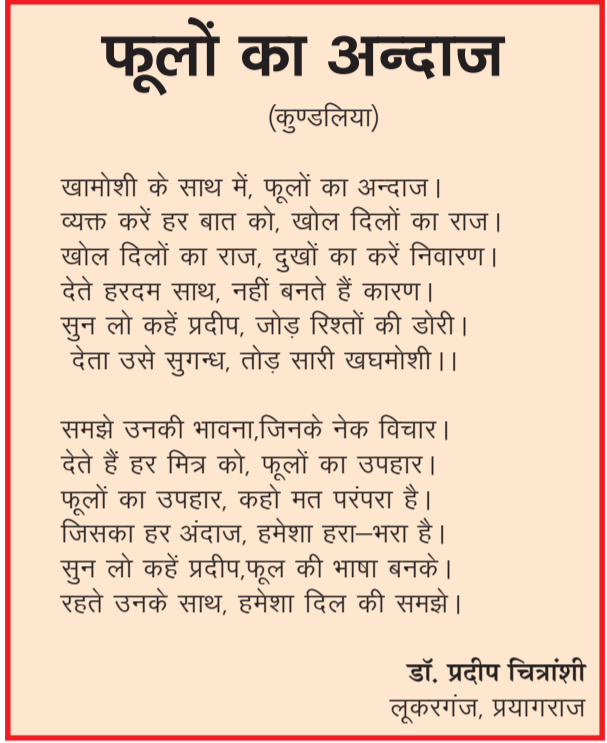 फूलों का अन्दाज
(कुण्डलिया)
खामोशी के साथ में, फूलों का अन्दाज।
व्यक्त करें हर बात को, खोल दिलों का राज।
खोल दिलों का राज, दुखों का करें निवारण।
देते हरदम साथ, नहीं बनते हैं कारण।
सुन लो कहें प्रदीप, जोड़ रिश्तों की डोरी।
देता उसे सुगन्ध, तोड़ सारी खघमोशी।।
समझे उनकी भावना,जिनके नेक विचार।
देते हैं हर मित्र को, फूलों का उपहार।
फूलों का उपहार, कहो मत परंपरा है।
जिसका हर अंदाज, हमेशा हरा–भरा है।
सुन लो कहें प्रदीप,फूल की भाषा बनके।
रहते उनके साथ, हमेशा दिल की समझे।
डॉ. प्रदीप चित्रांशी
लूकरगंज, प्रयागराज